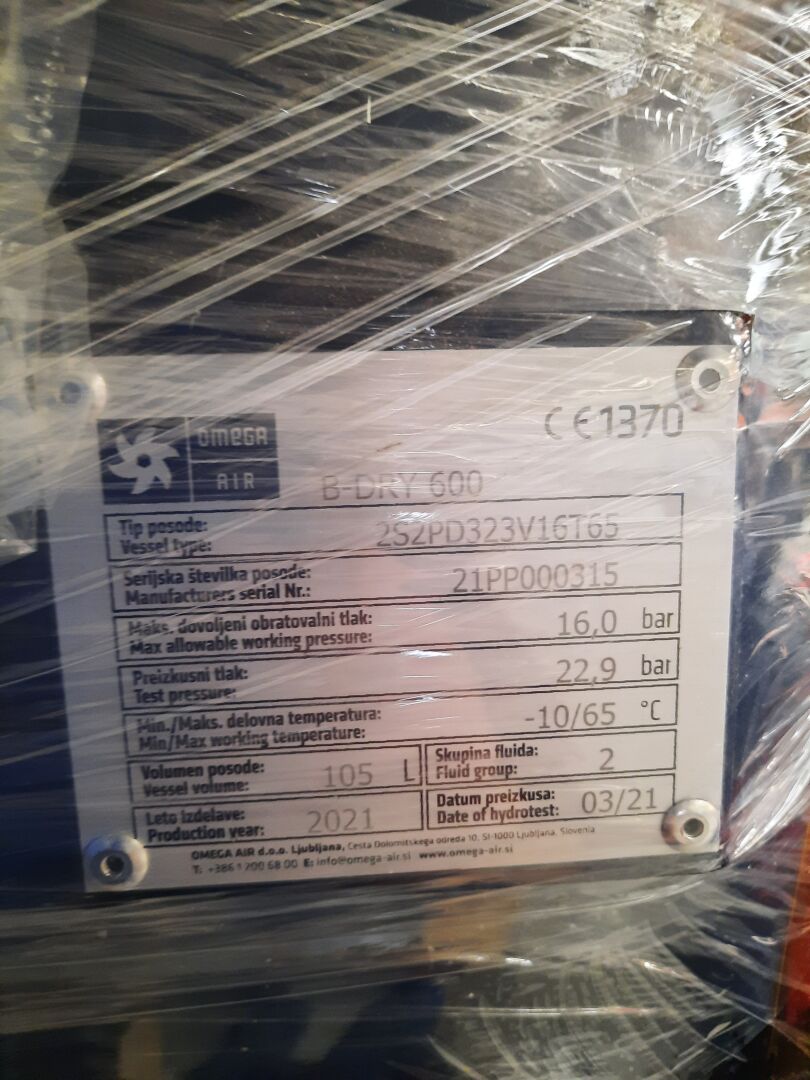 OMEGA
AIR
CE1370
B-DRY 600
Tip posode:
Vessel type:
2S2PD323V16T65
Serijska številka posode:
Manufacturers serial Nr.:
21PP000315
Maks. dovoljeni obratovalni tlak:
Max allowable working pressure:
16,0 bar
Preizkusni tlak:
Test pressure:
22,9 bar
Min./Maks. delovna temperatura:
Min/Max working temperature:
-10/65 °C
Volumen posode:
Vessel volume:
105 L
Skupina fluida:
Fluid group:
2
Leto izdelave:
Production year:
2021
Datum preizkusa:
Date of hydrotest:
03/21
OMEGA AIR d.o.o. Ljubljana, Cesta Dolomitskega odreda 10, SI-1000 Ljubljana, Slovenia
T: +386 1 200 68 00 E: info@omega-air.si www.omega-air.si